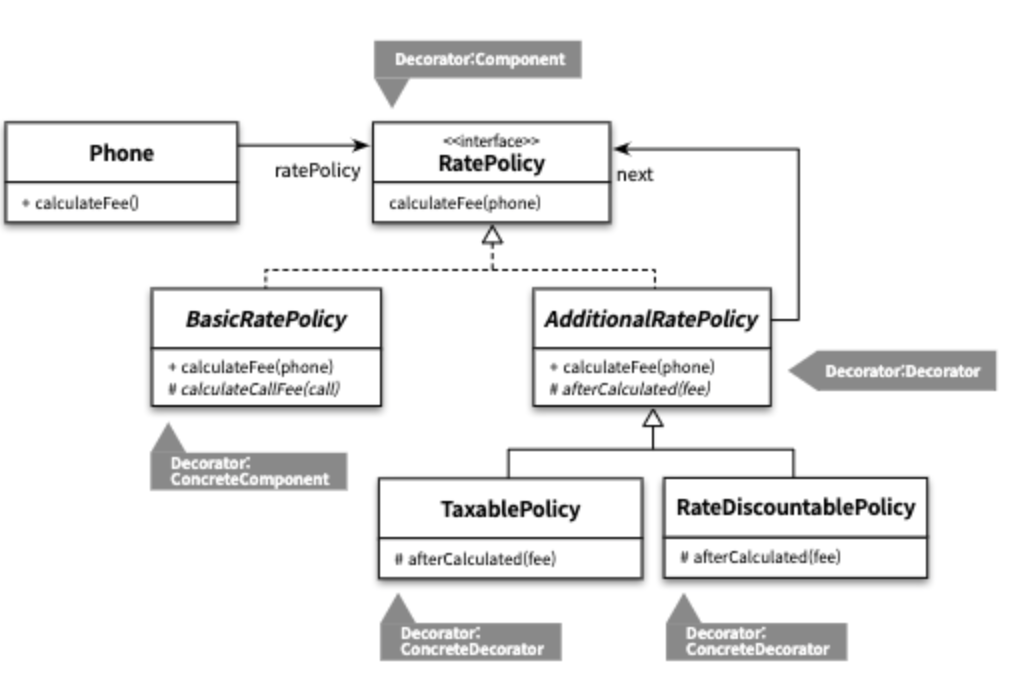 Decorator:Component
Phone
+ calculateFee()
ratePolicy
<<interface>>
RatePolicy
calculateFee(phone)
next
BasicRatePolicy
+ calculateFee(phone)
# calculateCallFee(call)
AdditionalRatePolicy
+ calculateFee(phone)
# afterCalculated(fee)
Decorator:Decorator
Decorator:
ConcreteComponent
TaxablePolicy
# afterCalculated(fee)
RateDiscountablePolicy
# afterCalculated(fee)
Decorator:
ConcreteDecorator
Decorator:
ConcreteDecorator